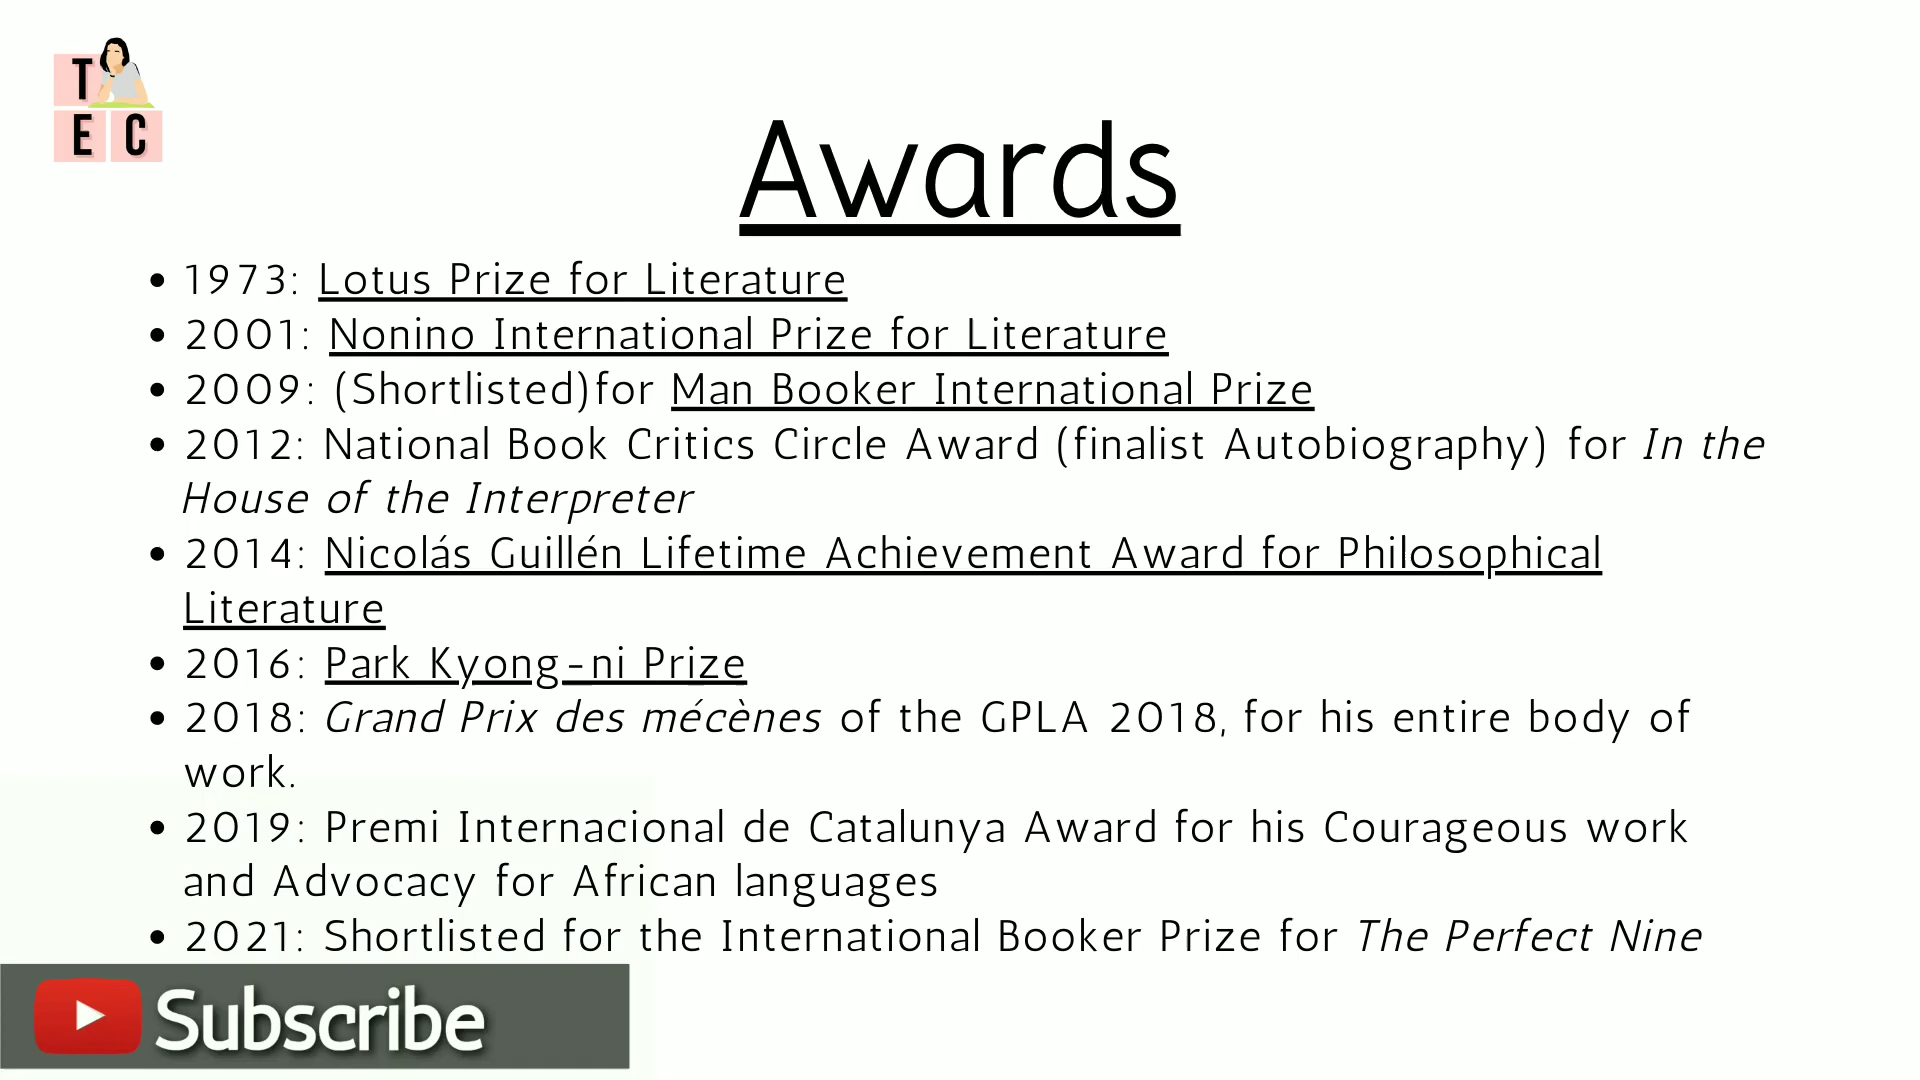 T
E C
Awards
• 1973: Lotus Prize for Literature
• 2001: Nonino International Prize for Literature
• 2009: (Shortlisted)for Man Booker International Prize
• 2012: National Book Critics Circle Award (finalist Autobiography) for In the
House of the Interpreter
• 2014: Nicolás Guillén Lifetime Achievement Award for Philosophical
Literature
• 2016: Park Kyong-ni Prize
• 2018: Grand Prix des mécènes of the GPLA 2018, for his entire body of
work.
• 2019: Premi Internacional de Catalunya Award for his Courageous work
and Advocacy for African languages
• 2021: Shortlisted for the International Booker Prize for The Perfect Nine
Subscribe